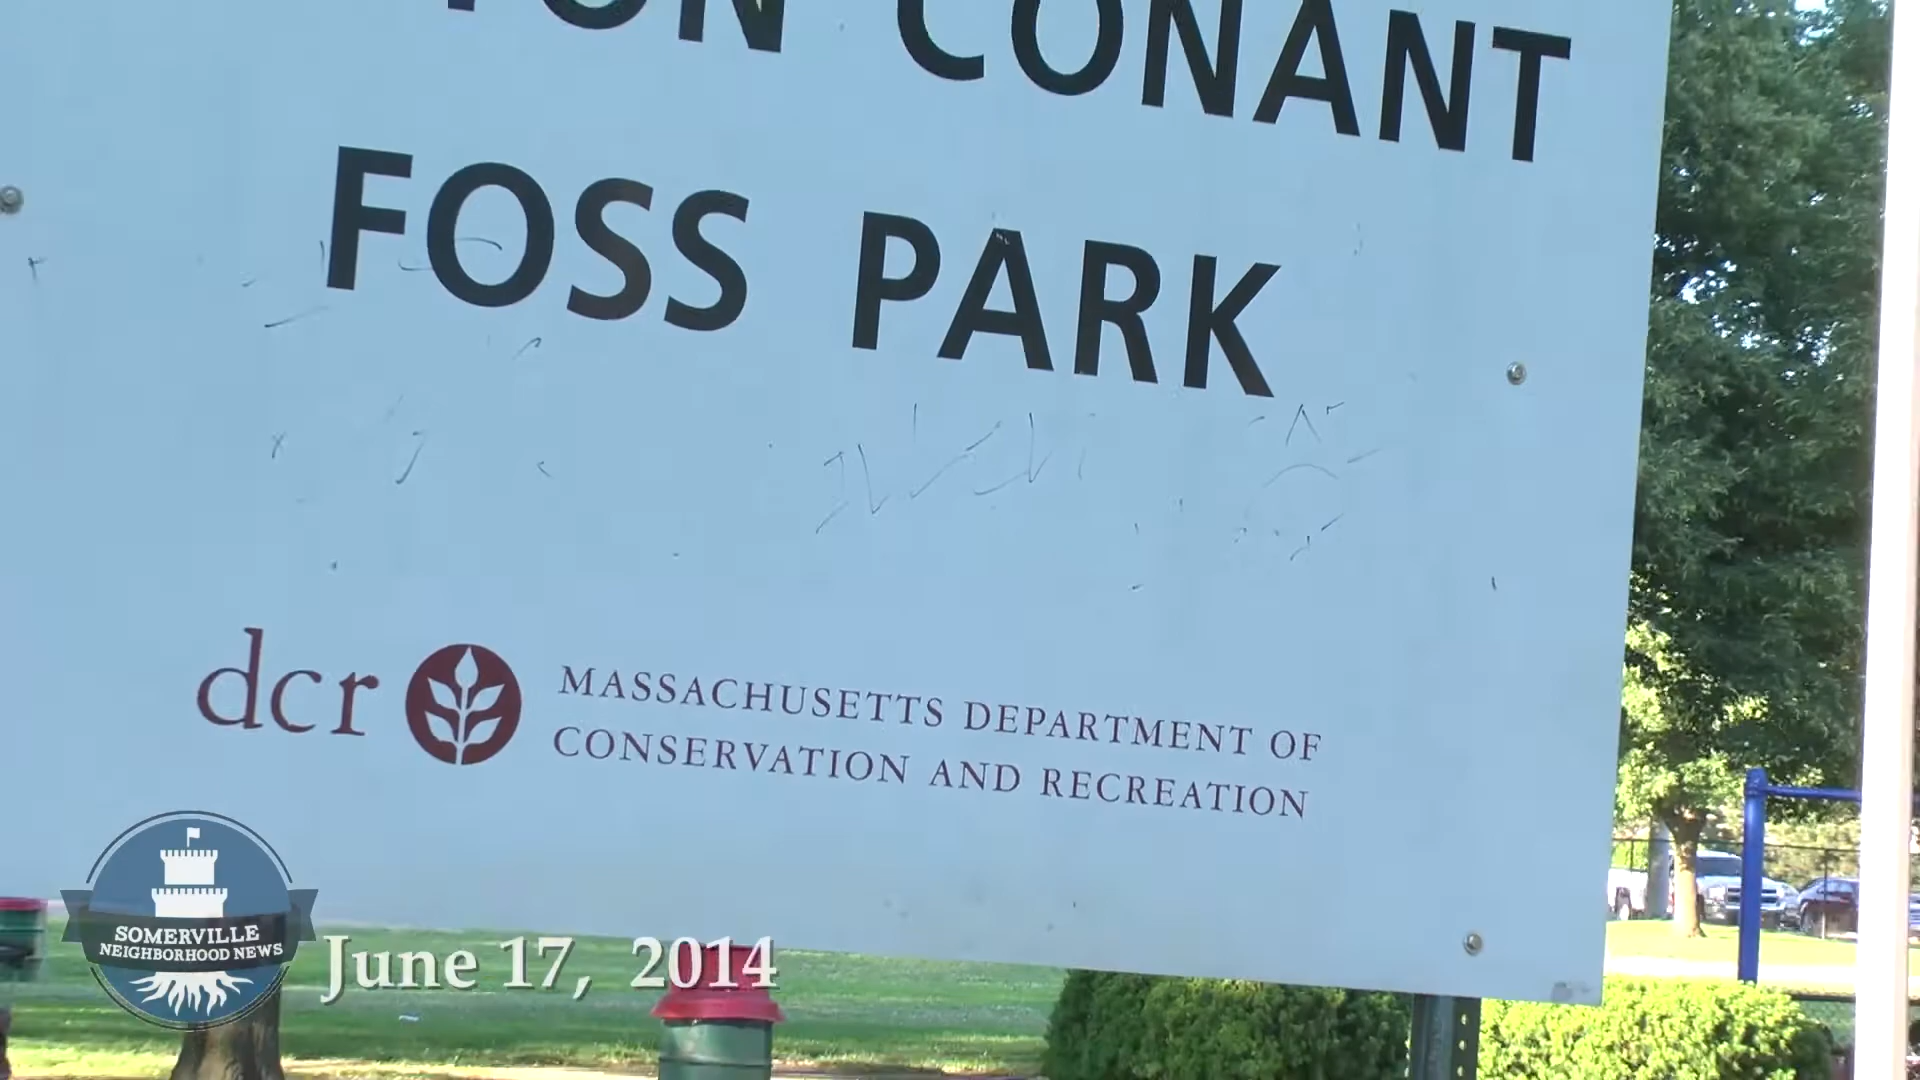 CONANT
FOSS PARK
dcr
MASSACHUSETTS DEPARTMENT OF
CONSERVATION AND RECREATION
SOMERVILLE
NEIGHBORHOOD NEWS
June 17, 2014